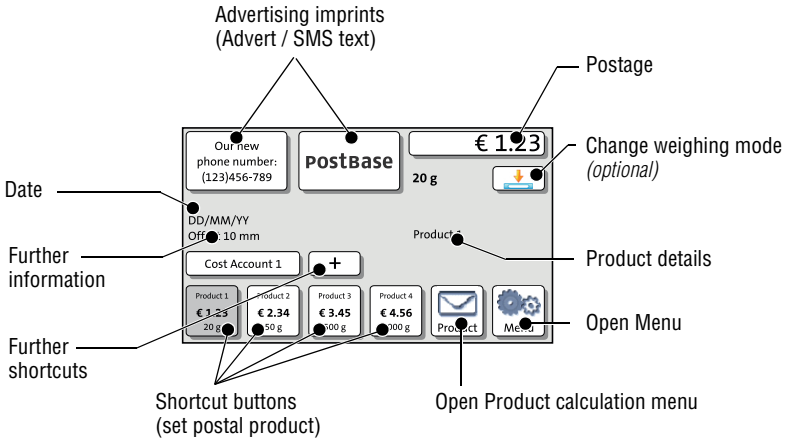 Advertising imprints
(Advert / SMS text)
Postage
Our new
phone number:
(123)456-789
PostBase
€ 1.23
Change weighing mode
(optional)
20 g
Date
DD/MM/YY
Offset: 10 mm
Product 1
Further
information
Product details
Cost Account 1
+
Product 1
€ 1.23
20 g
Product 2
€ 2.34
50 g
Product 3
€ 3.45
500 g
Product 4
€ 4.56
1000 g
Product
Menu
Open Menu
Further
shortcuts
Shortcut buttons
(set postal product)
Open Product calculation menu